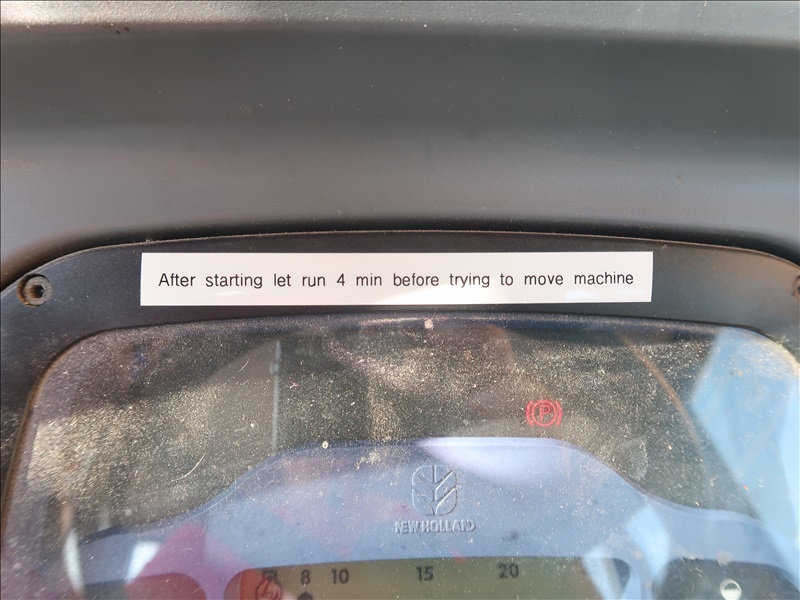 After starting let run 4 min before trying to move machine
P
NEW HOLLAND
8 10 15 20